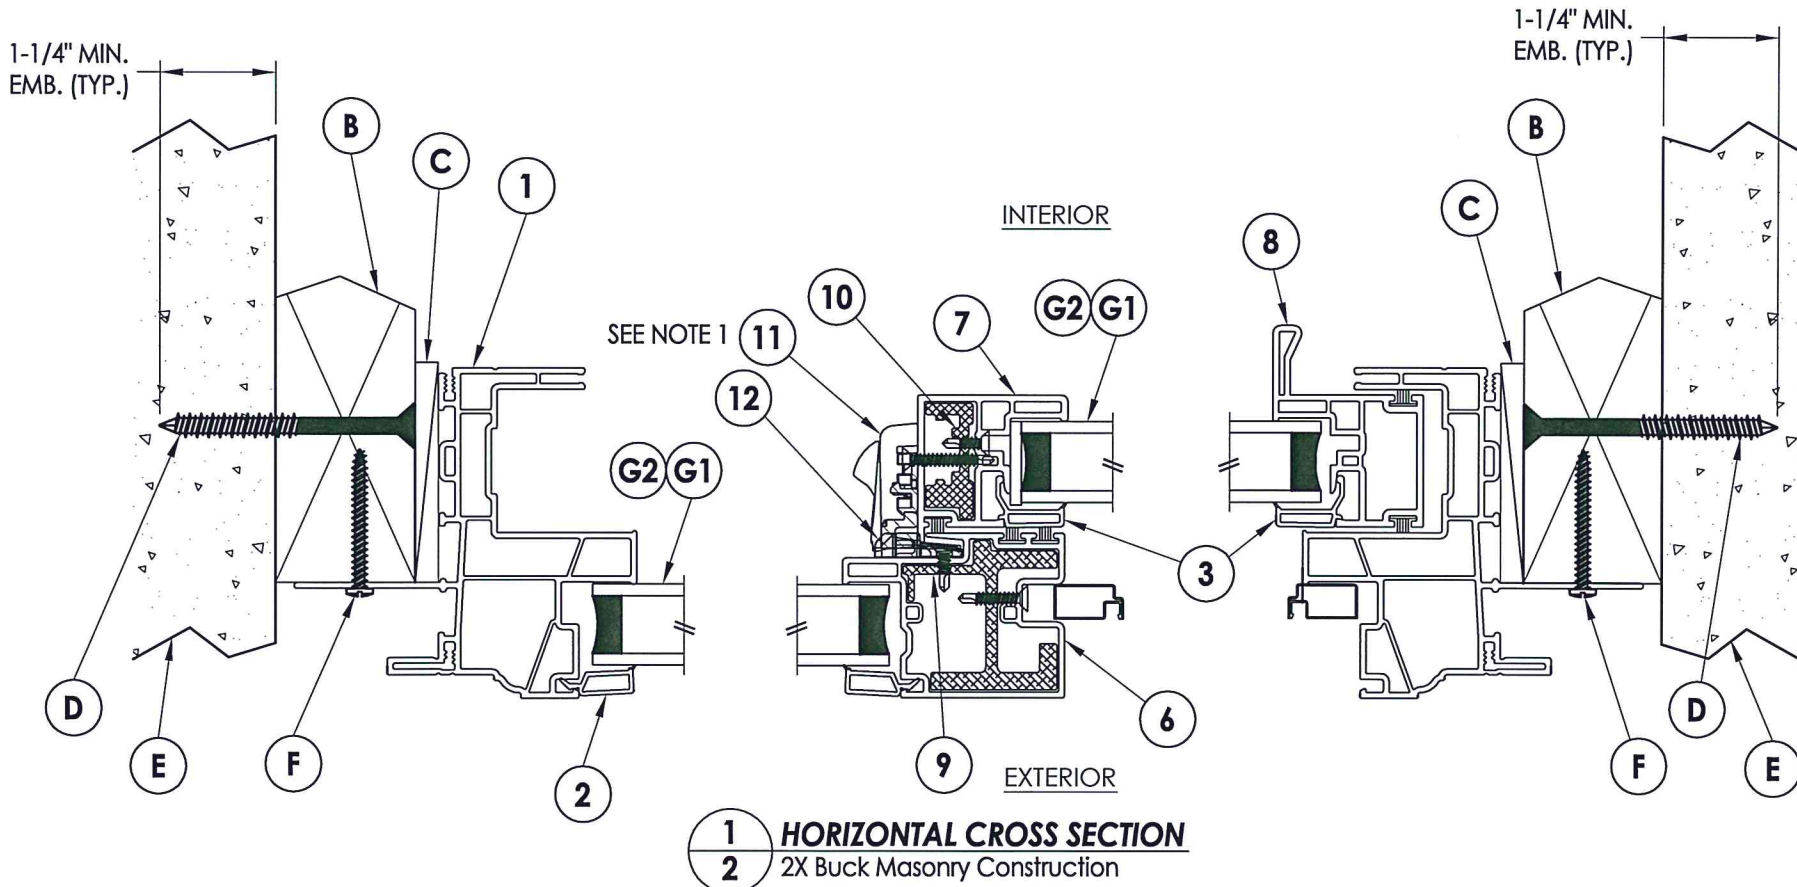 1-1/4" MIN.
EMB. (TYP.)
1-1/4" MIN.
EMB. (TYP.)
B
C
1
INTERIOR
8
C
B
10
7
G2 G1
SEE NOTE 1
11
12
G2 G1
3
D
E
F
2
9
6
EXTERIOR
F
D
E
1
2
HORIZONTAL CROSS SECTION
2X Buck Masonry Construction